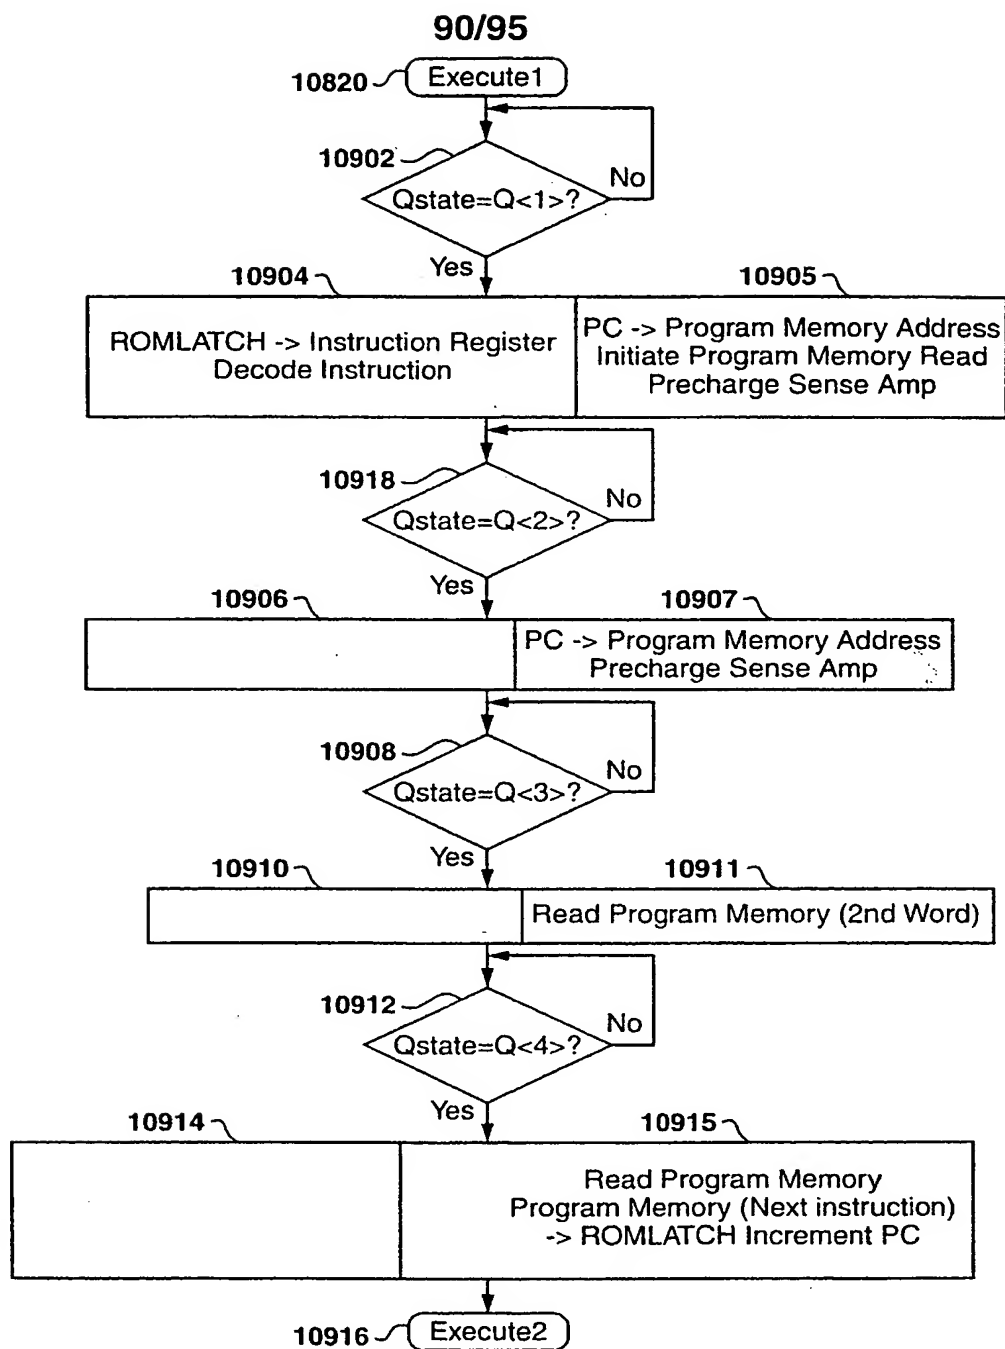 90/95
10820 Execute1
10902
Qstate=Q<1>?
No
Yes
10904
10905
ROMLATCH -> Instruction Register
Decode Instruction
PC -> Program Memory Address
Initiate Program Memory Read
Precharge Sense Amp
10918
Qstate=Q<2>?
No
Yes
10906
10907
PC -> Program Memory Address
Precharge Sense Amp
10908
Qstate=Q<3>?
No
Yes
10910
10911
Read Program Memory (2nd Word)
10912
Qstate=Q<4>?
No
Yes
10914
10915
Read Program Memory
Program Memory (Next instruction)
-> ROMLATCH Increment PC
10916 Execute2